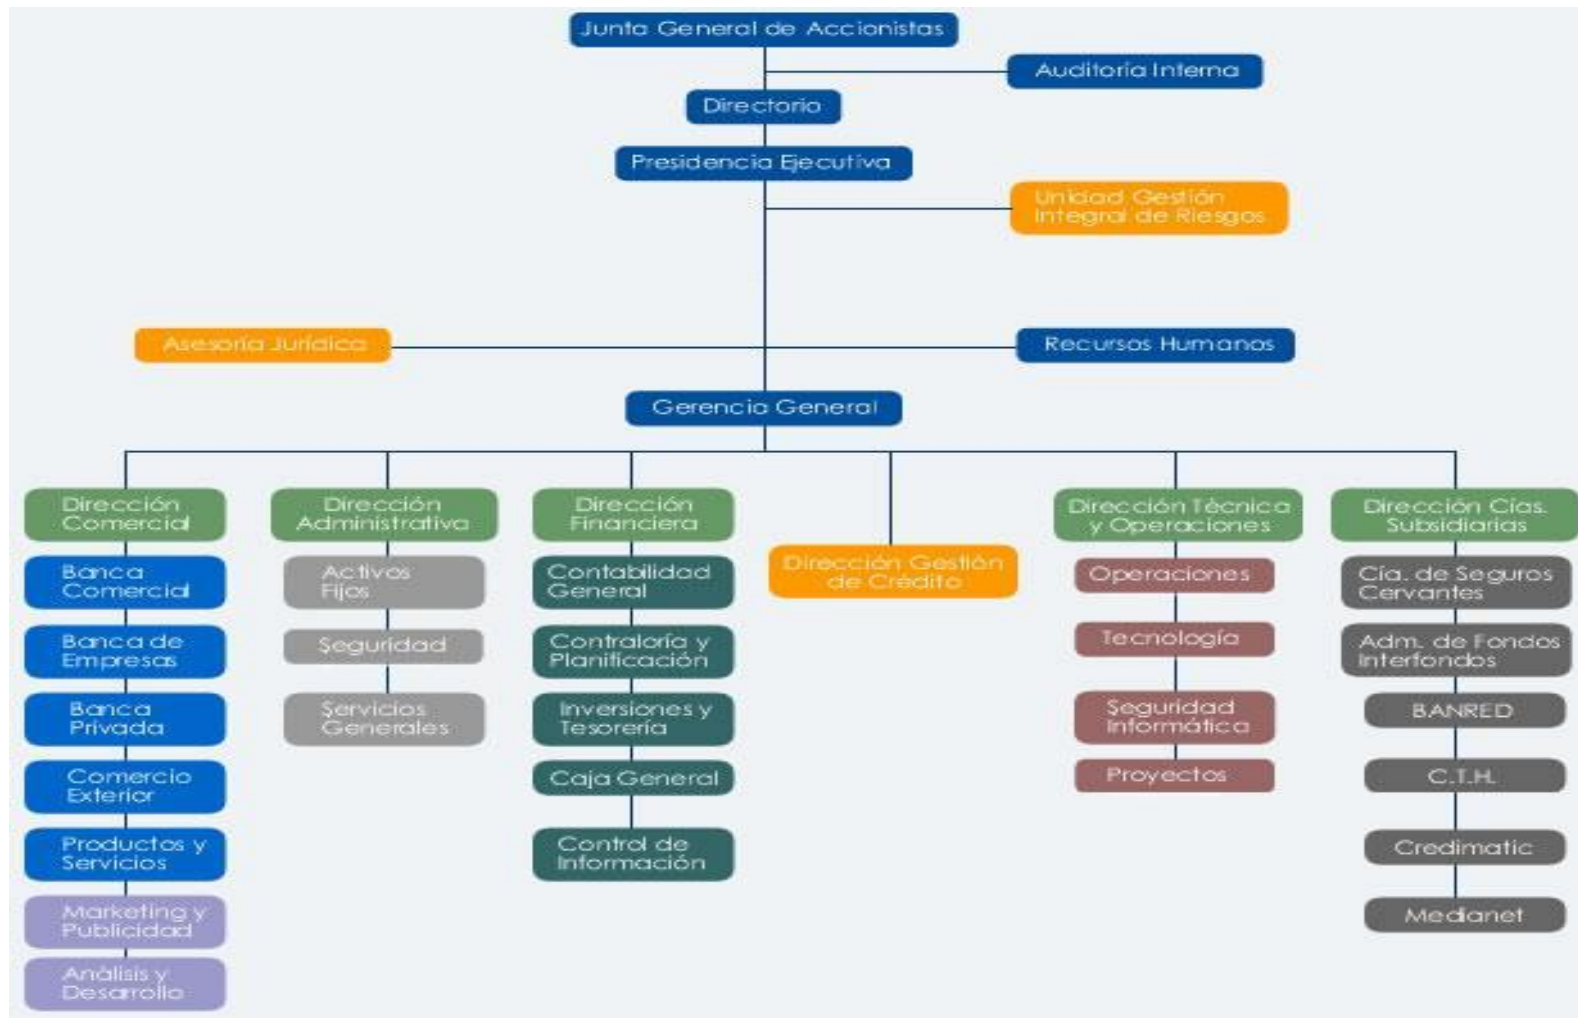 Junta General de Accionistas
Auditoría Interna
Directorio
Presidencia Ejecutiva
Unidad Gestión
Integral de Riesgos
Asesoría Jurídica
Recursos Humanos
Gerencia General
Dirección
Comercial
Banca
Comercial
Banca de
Empresas
Banca
Privada
Comercio
Exterior
Productos y
Servicios
Marketing y
Publicidad
Análisis y
Desarrollo
Dirección
Administrativa
Activos
Fijos
Seguridad
Servicios
Generales
Dirección
Financiera
Contabilidad
General
Contraloría y
Planificación
Inversiones y
Tesorería
Caja General
Control de
Información
Dirección Gestión
de Crédito
Dirección Técnica
y Operaciones
Operaciones
Tecnología
Seguridad
Informática
Proyectos
Dirección Cías.
Subsidiarias
Cía. de Seguros
Cervantes
Adm. de Fondos
Interfondos
BANRED
C.T.H.
Credimatic
Medianet